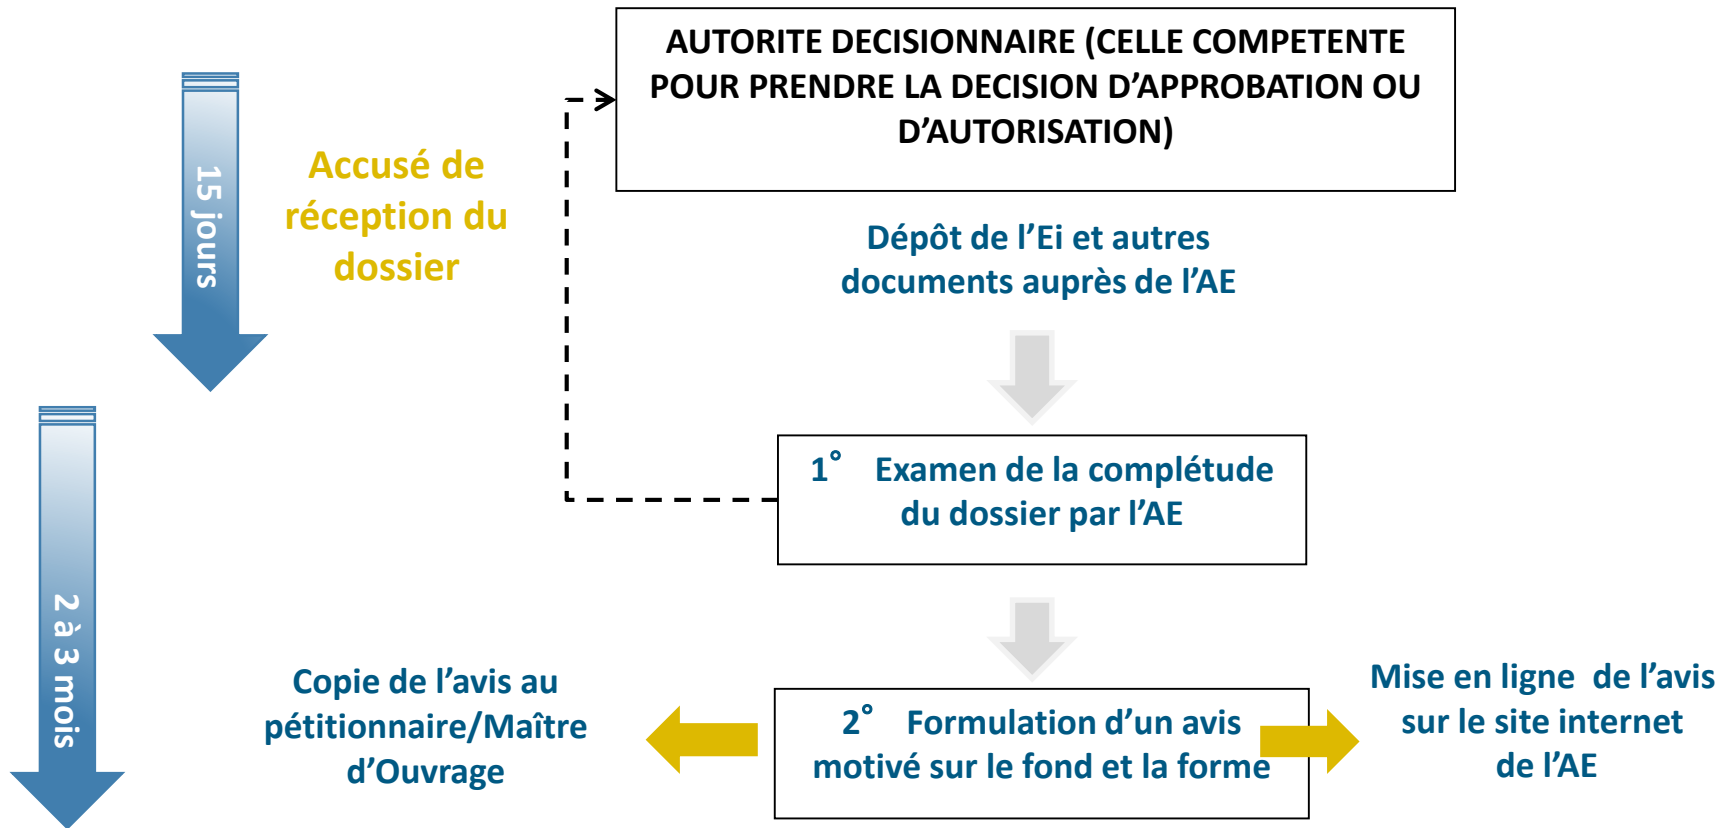 AUTORITE DECISIONNAIRE (CELLE COMPETENTE
POUR PRENDRE LA DECISION D’APPROBATION OU
D’AUTORISATION)
15 jours
Accusé de
réception du
dossier
Dépôt de l’Ei et autres
documents auprès de l’AE
1° Examen de la complétude
du dossier par l’AE
2 à 3 mois
Copie de l’avis au
pétitionnaire/Maître
d’Ouvrage
2° Formulation d’un avis
motivé sur le fond et la forme
Mise en ligne de l’avis
sur le site internet
de l’AE